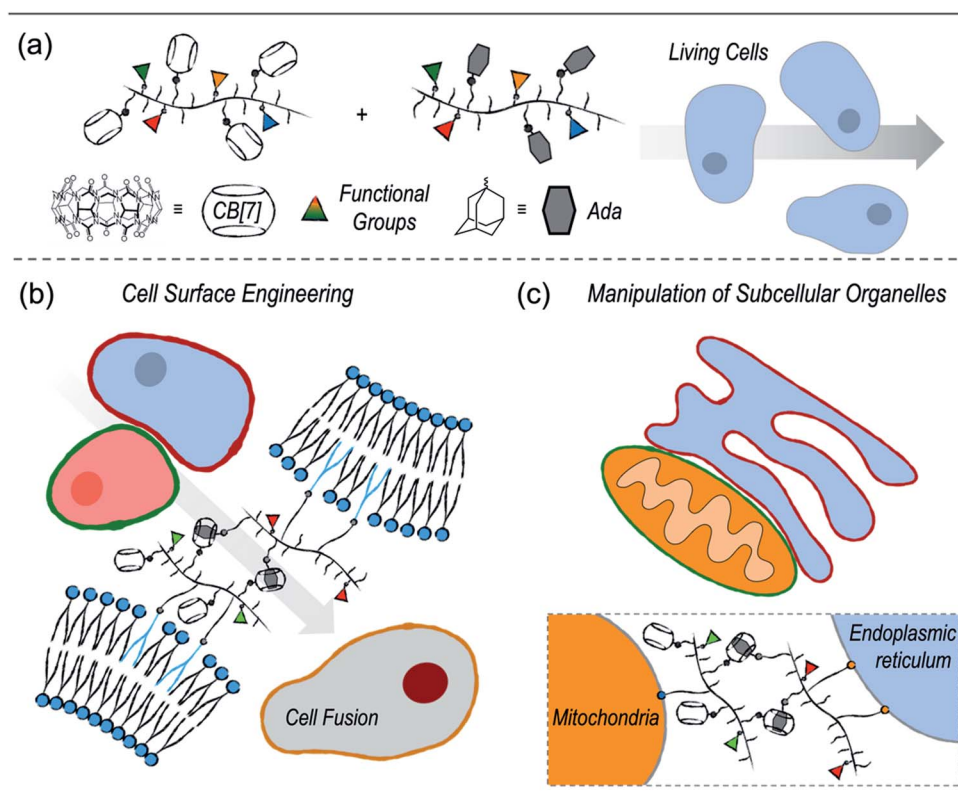 (a)
Living Cells
+
≡
CB[7]
Functional
Groups
≡
Ada
(b)
Cell Surface Engineering
(c)
Manipulation of Subcellular Organelles
Cell Fusion
Endoplasmic
reticulum
Mitochondria